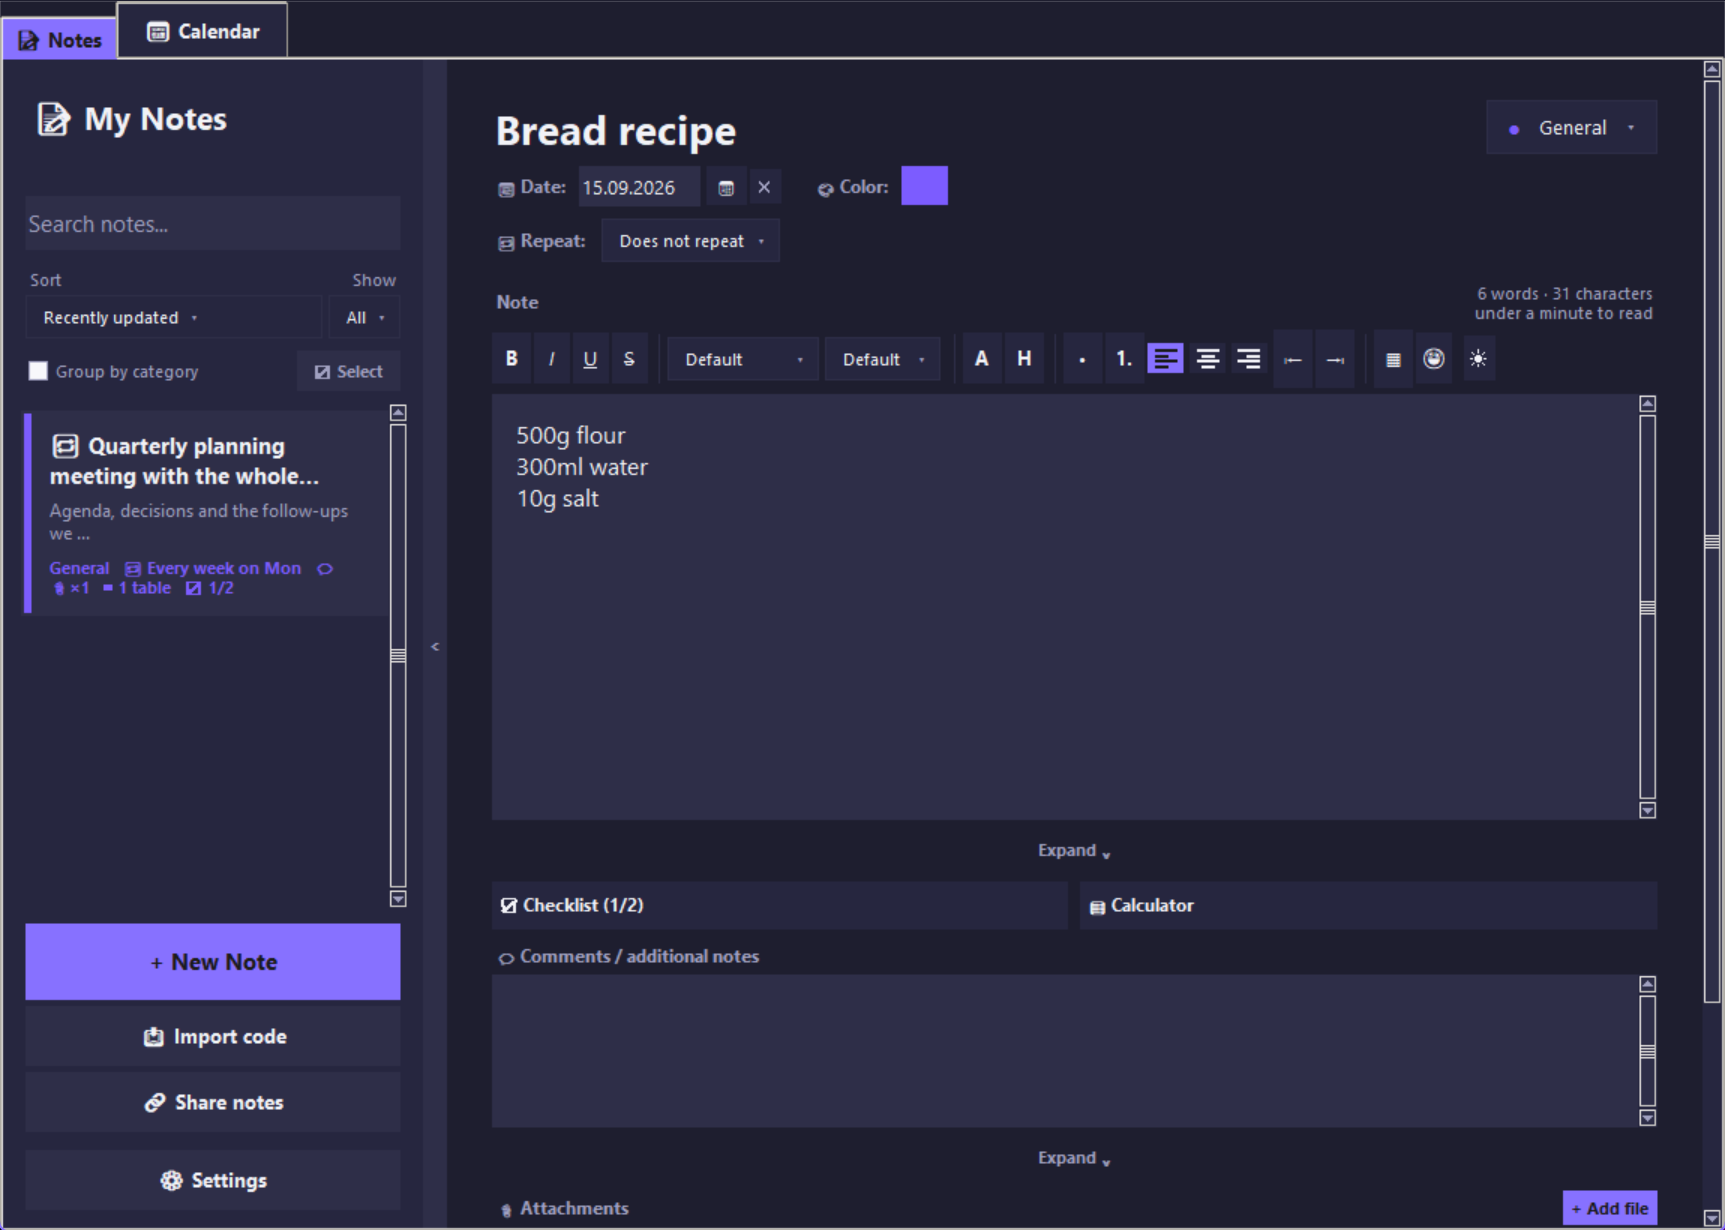 Notes
Calendar
My Notes
Search notes...
Sort
Show
Recently updated
All
Group by category
Select
Quarterly planning
meeting with the whole...
Agenda, decisions and the follow-ups
we ...
General Every week on Mon
×1 1 table 1/2
+ New Note
Import code
Share notes
Settings
<
Bread recipe
General
Date: 15.09.2026
Color:
Repeat: Does not repeat
Note
6 words · 31 characters
under a minute to read
B I U S Default Default A H • 1.
500g flour
300ml water
10g salt
Expand
Checklist (1/2)
Calculator
Comments / additional notes
Expand
Attachments
+ Add file